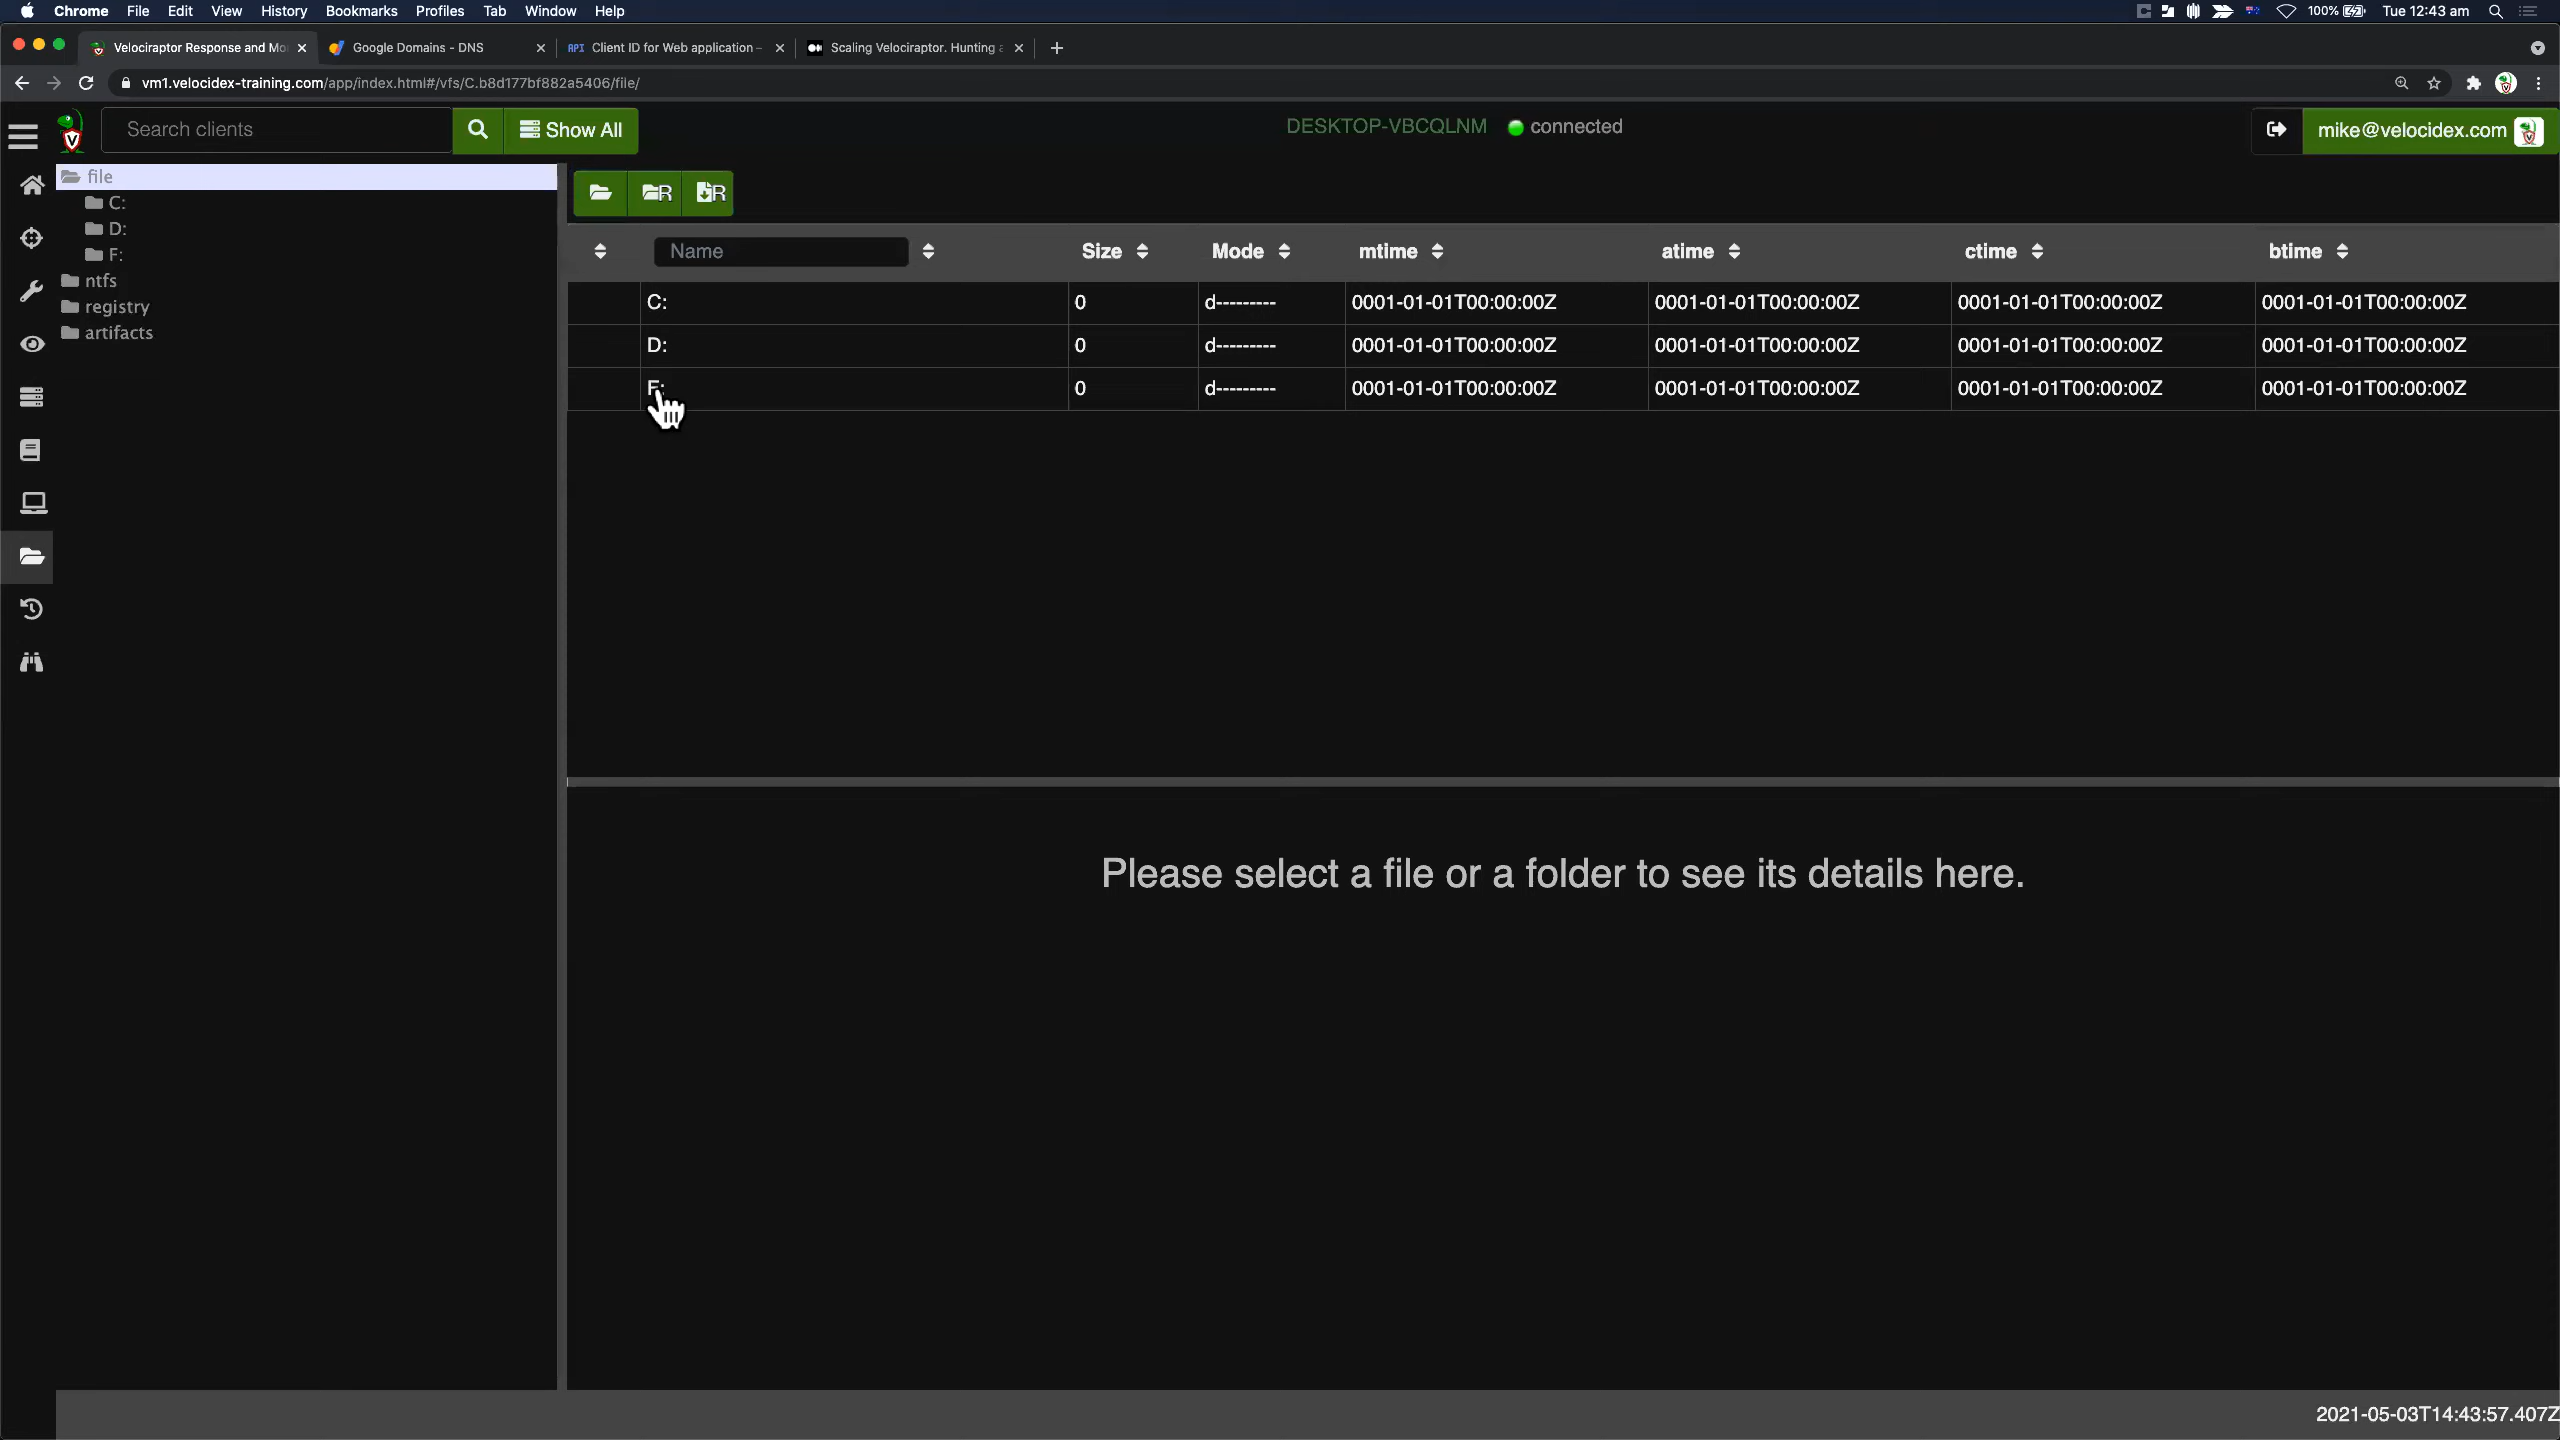 Chrome File Edit View History Bookmarks Profiles Tab Window Help 100% Tue 12:43 am
Velociraptor Response and Mo Google Domains - DNS API Client ID for Web application - Scaling Velociraptor. Hunting a
vm1.velocidex-training.com/app/index.html#/vfs/C.b8d177bf882a5406/file/
Search clients Show All DESKTOP-VBCQLNM connected mike@velocidex.com
file
C:
D:
F:
ntfs
registry
artifacts
R R
Name Size Mode mtime atime ctime btime
C: 0 d--------- 0001-01-01T00:00:00Z 0001-01-01T00:00:00Z 0001-01-01T00:00:00Z 0001-01-01T00:00:00Z
D: 0 d--------- 0001-01-01T00:00:00Z 0001-01-01T00:00:00Z 0001-01-01T00:00:00Z 0001-01-01T00:00:00Z
F: 0 d--------- 0001-01-01T00:00:00Z 0001-01-01T00:00:00Z 0001-01-01T00:00:00Z 0001-01-01T00:00:00Z
Please select a file or a folder to see its details here.
2021-05-03T14:43:57.407Z